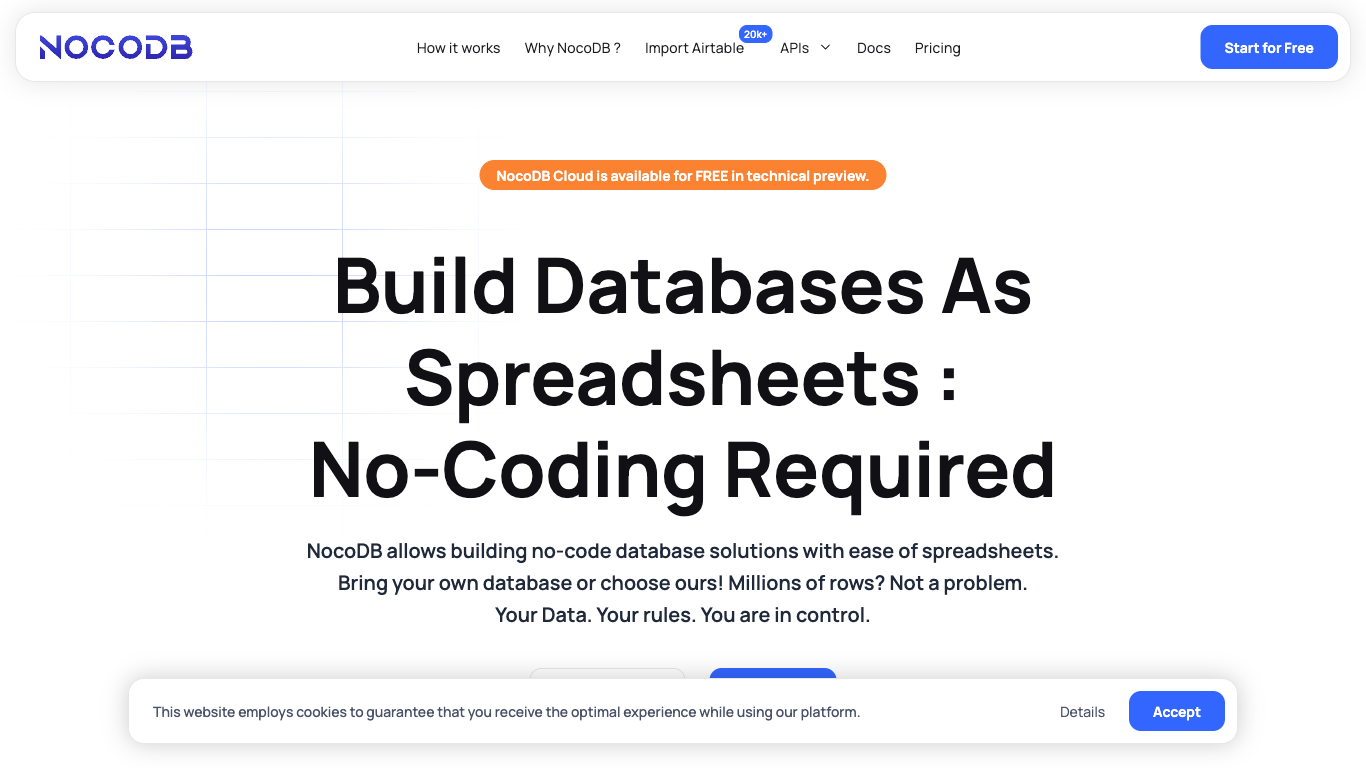 NOCODB
How it works
Why NocoDB ?
Import Airtable
20k+
APIs
Docs
Pricing
Start for Free
NocoDB Cloud is available for FREE in technical preview.
Build Databases As
Spreadsheets :
No-Coding Required
NocoDB allows building no-code database solutions with ease of spreadsheets.
Bring your own database or choose ours! Millions of rows? Not a problem.
Your Data. Your rules. You are in control.
This website employs cookies to guarantee that you receive the optimal experience while using our platform.
Details
Accept